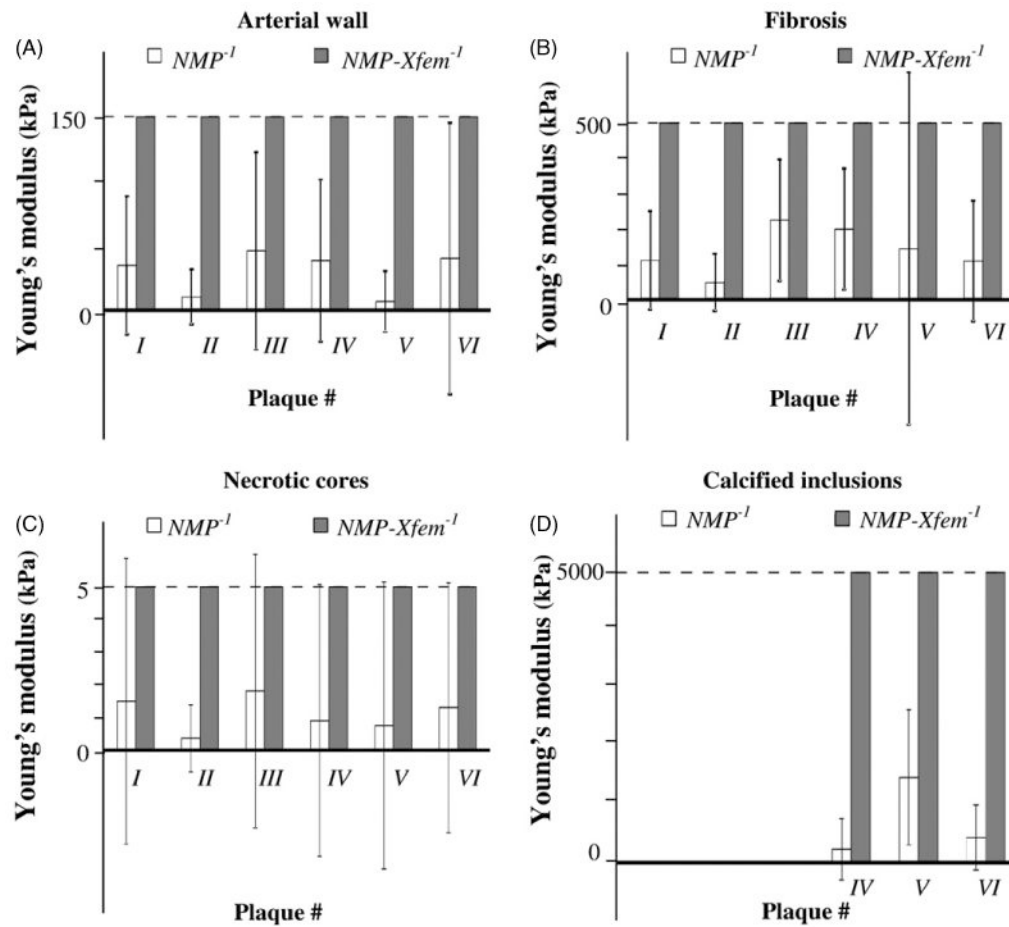 Arterial wall
(A)
NMP-1
NMP-Xfem-1
Young's modulus (kPa)
150
0
I II III IV V VI
Plaque #
Fibrosis
(B)
NMP-1
NMP-Xfem-1
Young's modulus (kPa)
500
0
I II III IV V VI
Plaque #
Necrotic cores
(C)
NMP-1
NMP-Xfem-1
Young's modulus (kPa)
5
0
I II III IV V VI
Plaque #
Calcified inclusions
(D)
NMP-1
NMP-Xfem-1
Young's modulus (kPa)
5000
0
IV V VI
Plaque #